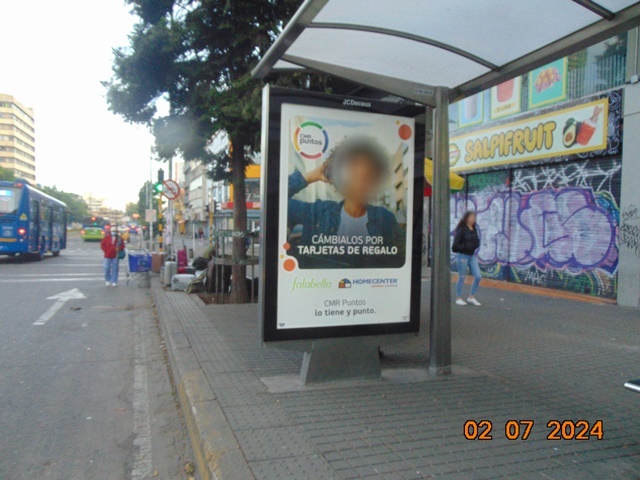 JCDecaux
CMR
puntos
CÁMBIALOS POR
TARJETAS DE REGALO
falabella
HOMECENTER
CMR Puntos
lo tiene y punto.
SALPIFRUIT
02 07 2024